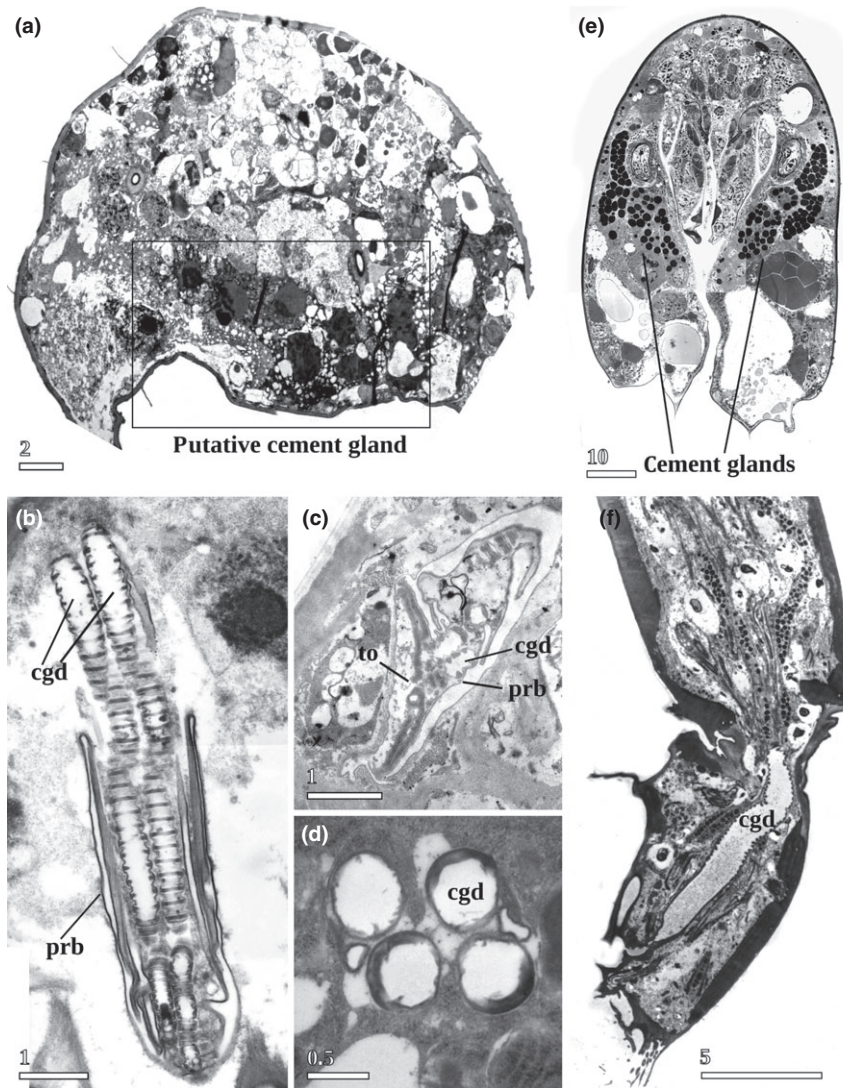 (a)
2
Putative cement gland
(e)
10
Cement glands
(b)
cgd
prb
1
(c)
to
cgd
prb
1
(d)
cgd
0.5
(f)
cgd
5